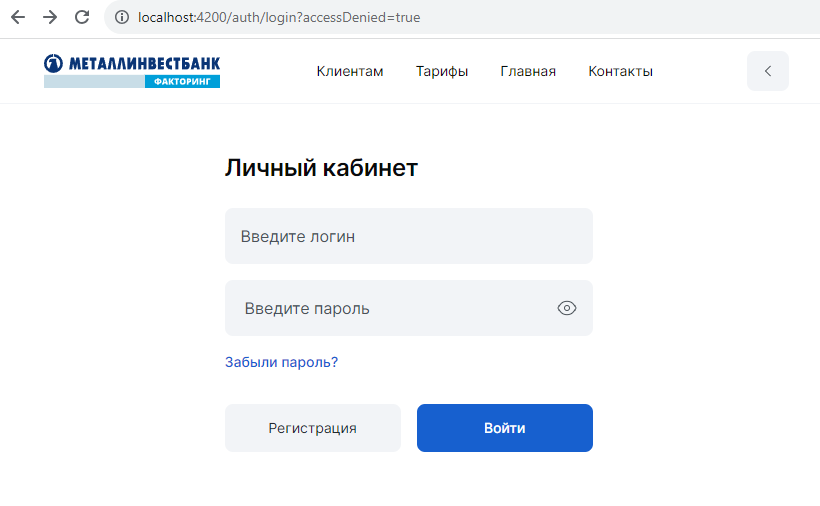 localhost:4200/auth/login?accessDenied=true
МЕТАЛЛИНВЕСТБАНК
ФАКТОРИНГ
Клиентам Тарифы Главная Контакты
Личный кабинет
Введите логин
Введите пароль
Забыли пароль?
Регистрация Войти